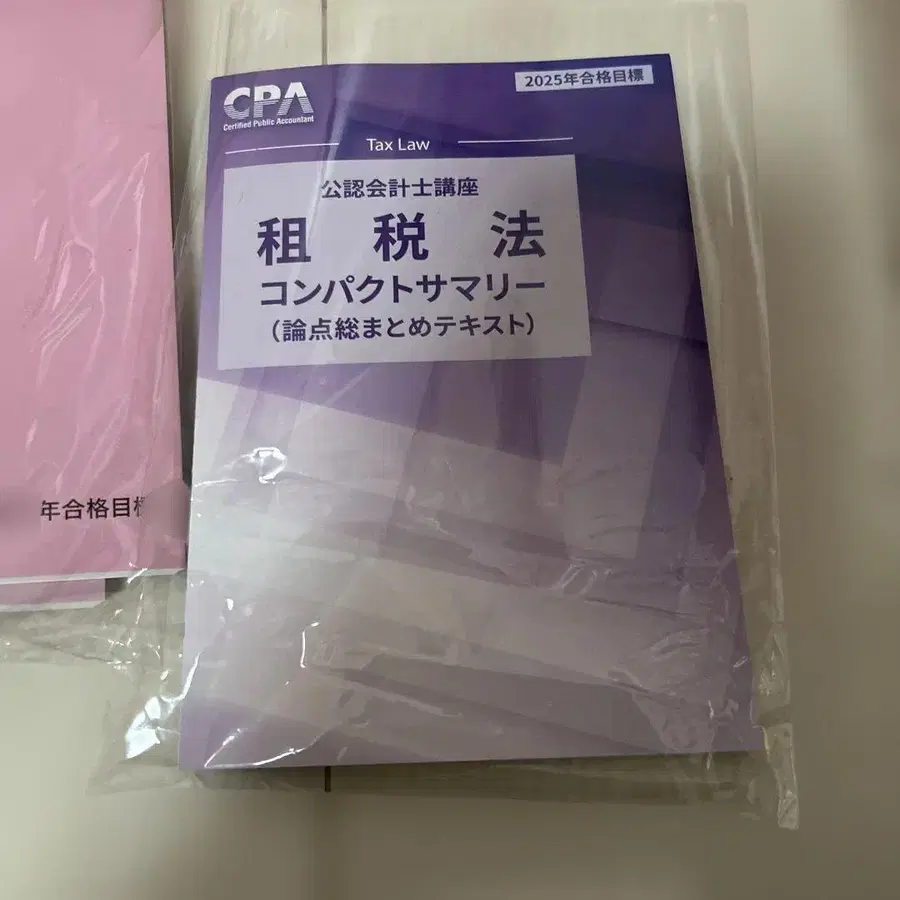 CPA
Certified Public Accountant
2025年合格目標
Tax Law
公認会計士講座
租税法
コンパクトサマリー
(論点総まとめテキスト)
年合格目標